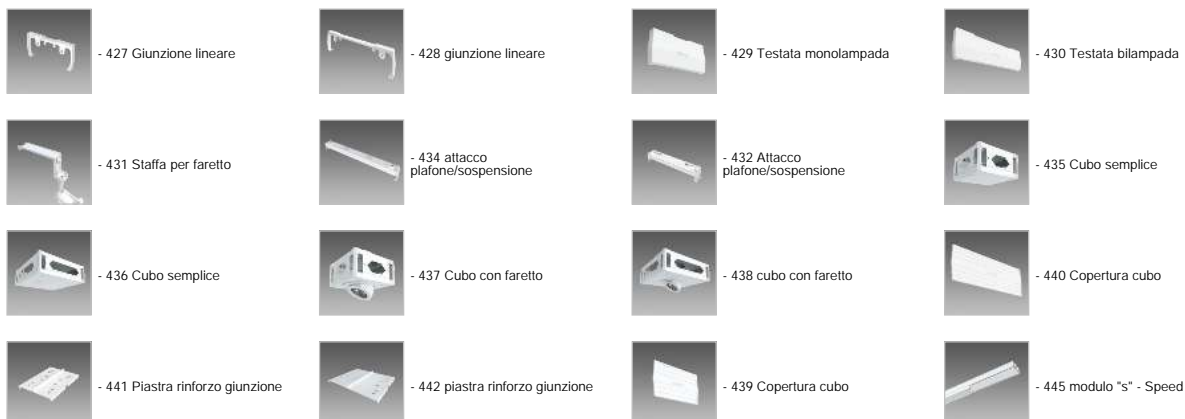 - 427 Giunzione lineare
- 428 giunzione lineare
- 429 Testata monolampada
- 430 Testata bilampada
- 431 Staffa per faretto
- 434 attacco
plafone/sospensione
- 432 Attacco
plafone/sospensione
- 435 Cubo semplice
- 436 Cubo semplice
- 437 Cubo con faretto
- 438 cubo con faretto
- 440 Copertura cubo
- 441 Piastra rinforzo giunzione
- 442 piastra rinforzo giunzione
- 439 Copertura cubo
- 445 modulo "s" - Speed